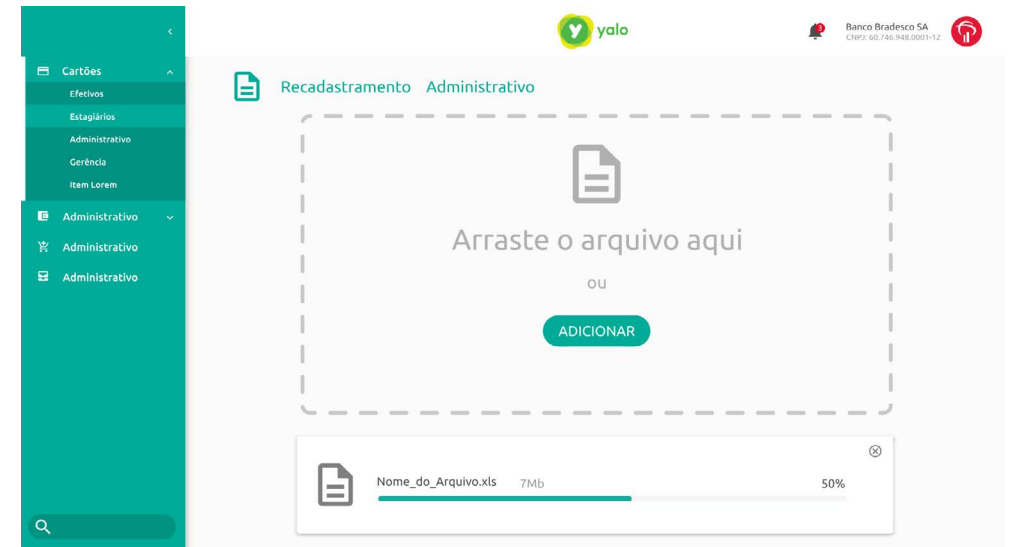 yalo
3
Banco Bradesco SA
CNPJ: 60.746.948.0001-12
Cartões
Efetivos
Estagiários
Administrativo
Gerência
Item Lorem
Administrativo
Administrativo
Administrativo
Recadastramento Administrativo
Arraste o arquivo aqui
ou
ADICIONAR
Nome_do_Arquivo.xls 7Mb 50%